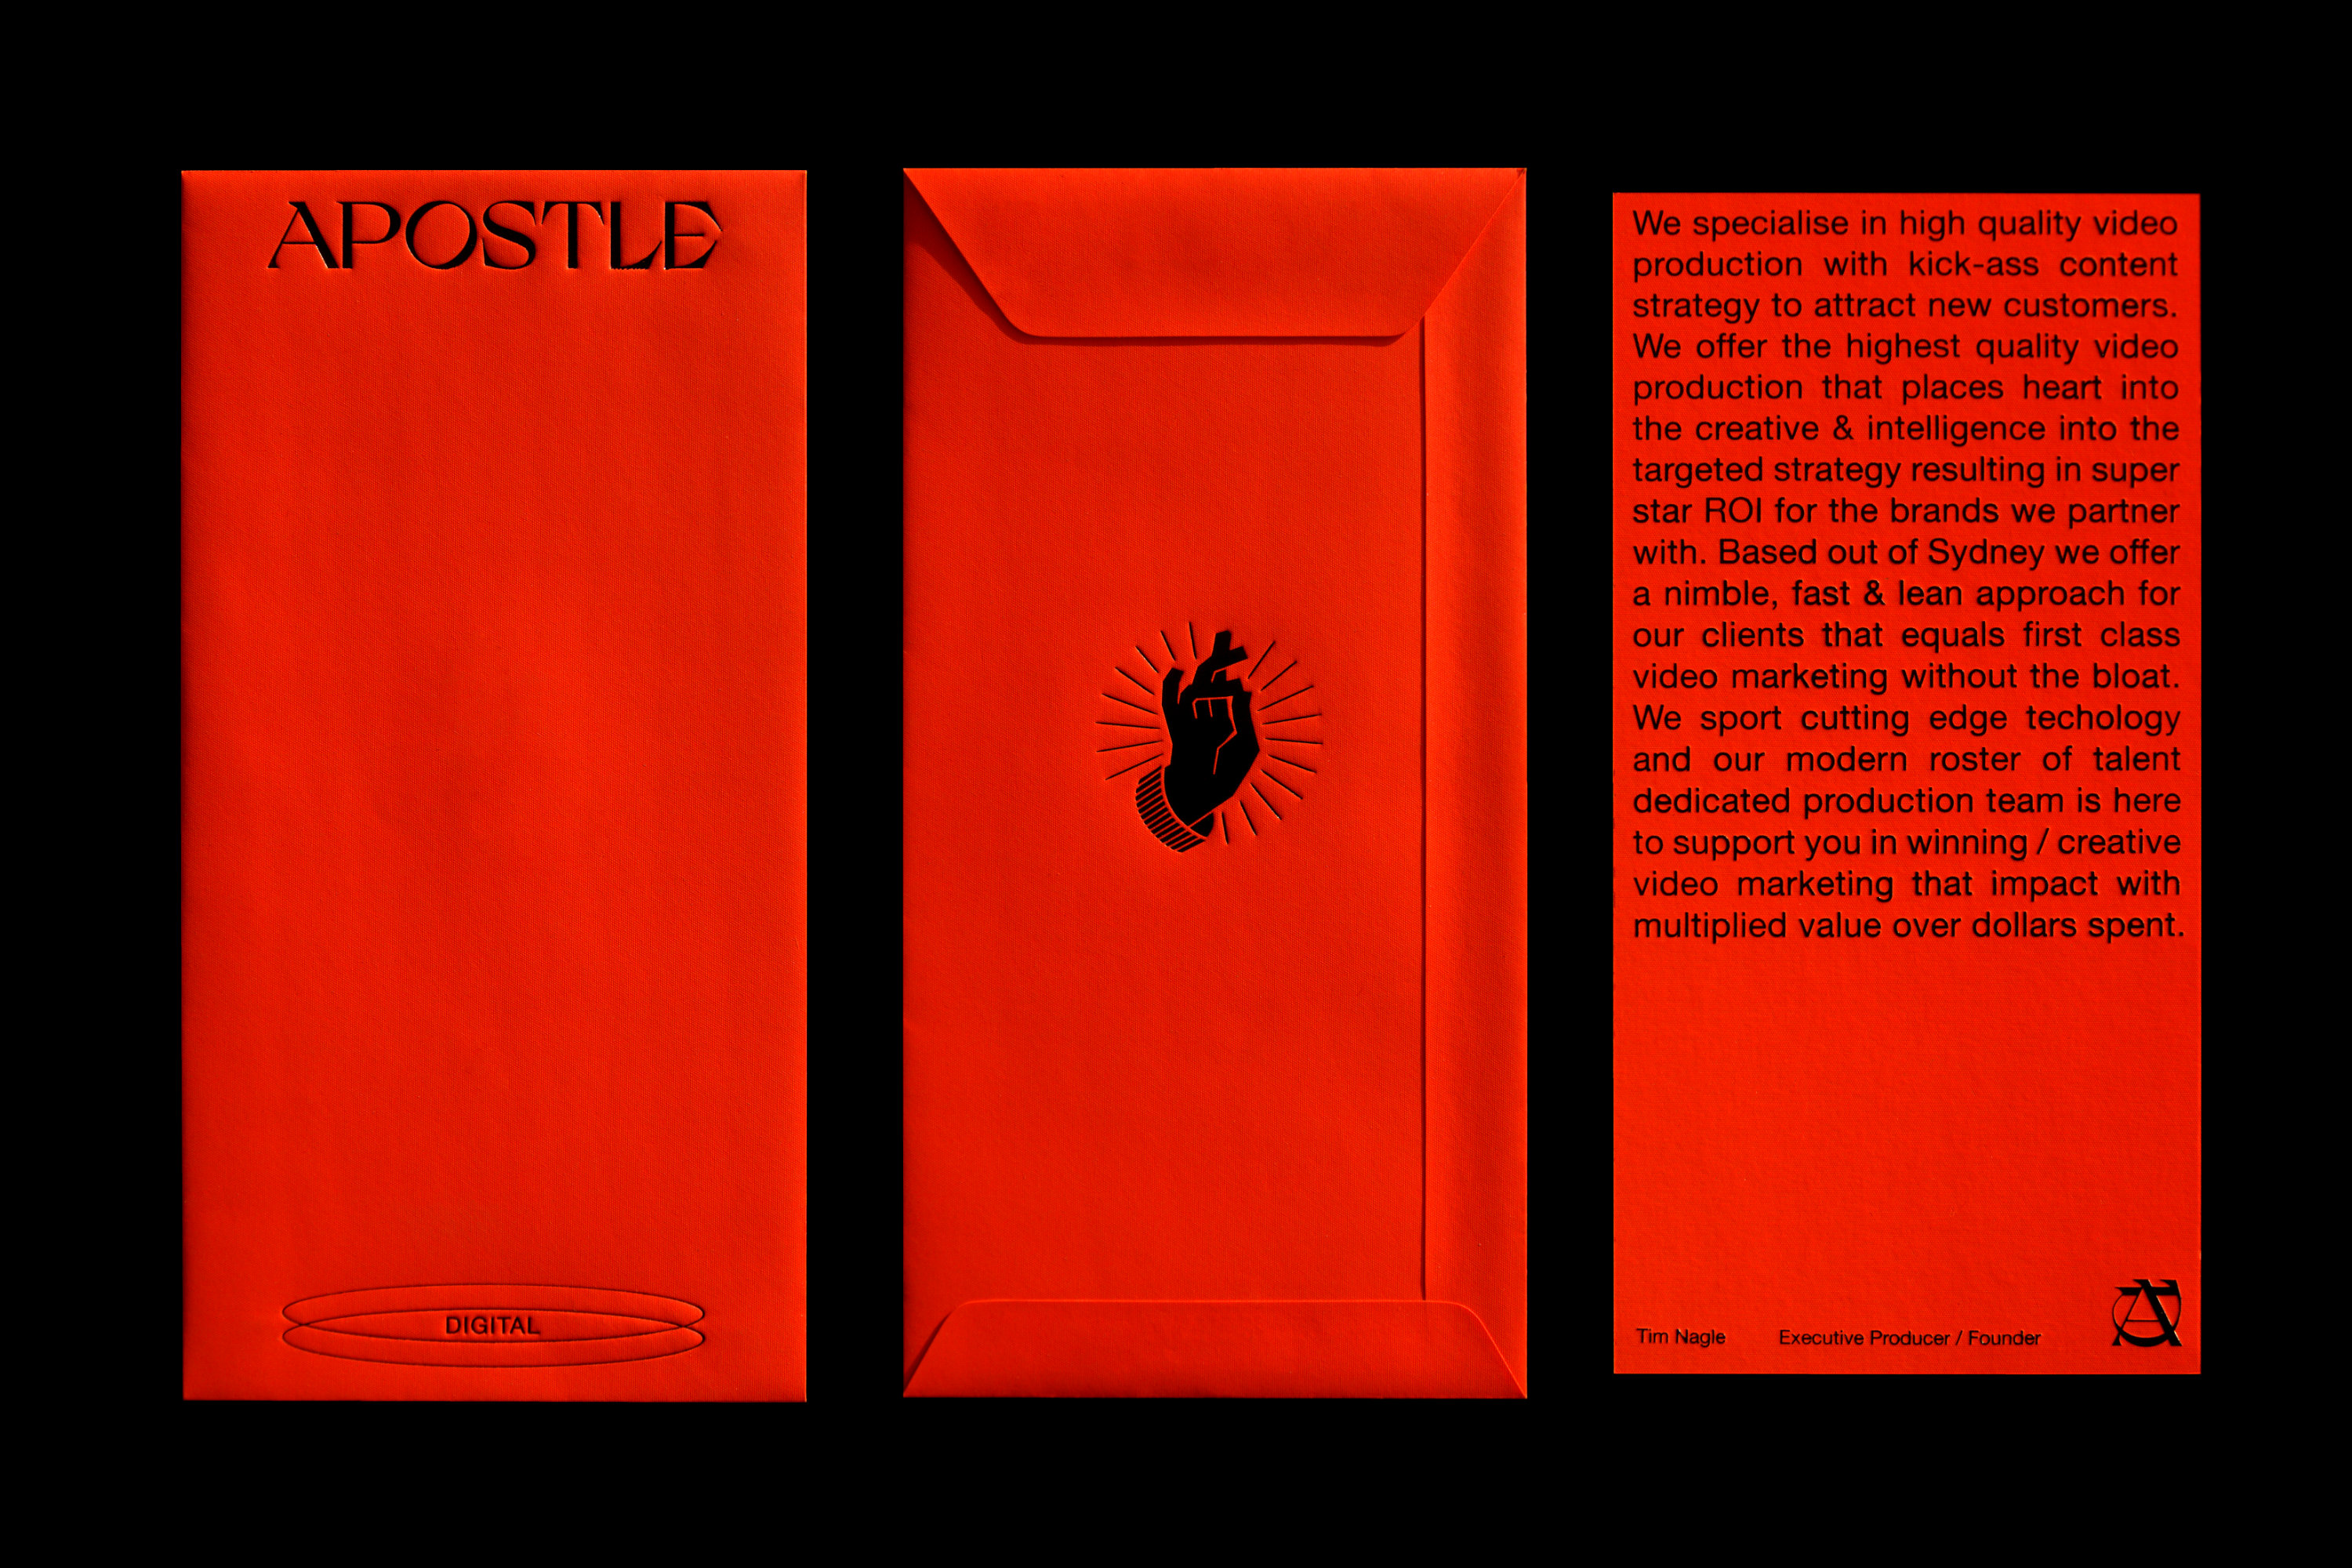 APOSTLE
DIGITAL
We specialise in high quality video
production with kick-ass content
strategy to attract new customers.
We offer the highest quality video
production that places heart into
the creative & intelligence into the
targeted strategy resulting in super
star ROI for the brands we partner
with. Based out of Sydney we offer
a nimble, fast & lean approach for
our clients that equals first class
video marketing without the bloat.
We sport cutting edge techology
and our modern roster of talent
dedicated production team is here
to support you in winning / creative
video marketing that impact with
multiplied value over dollars spent.
Tim Nagle Executive Producer / Founder